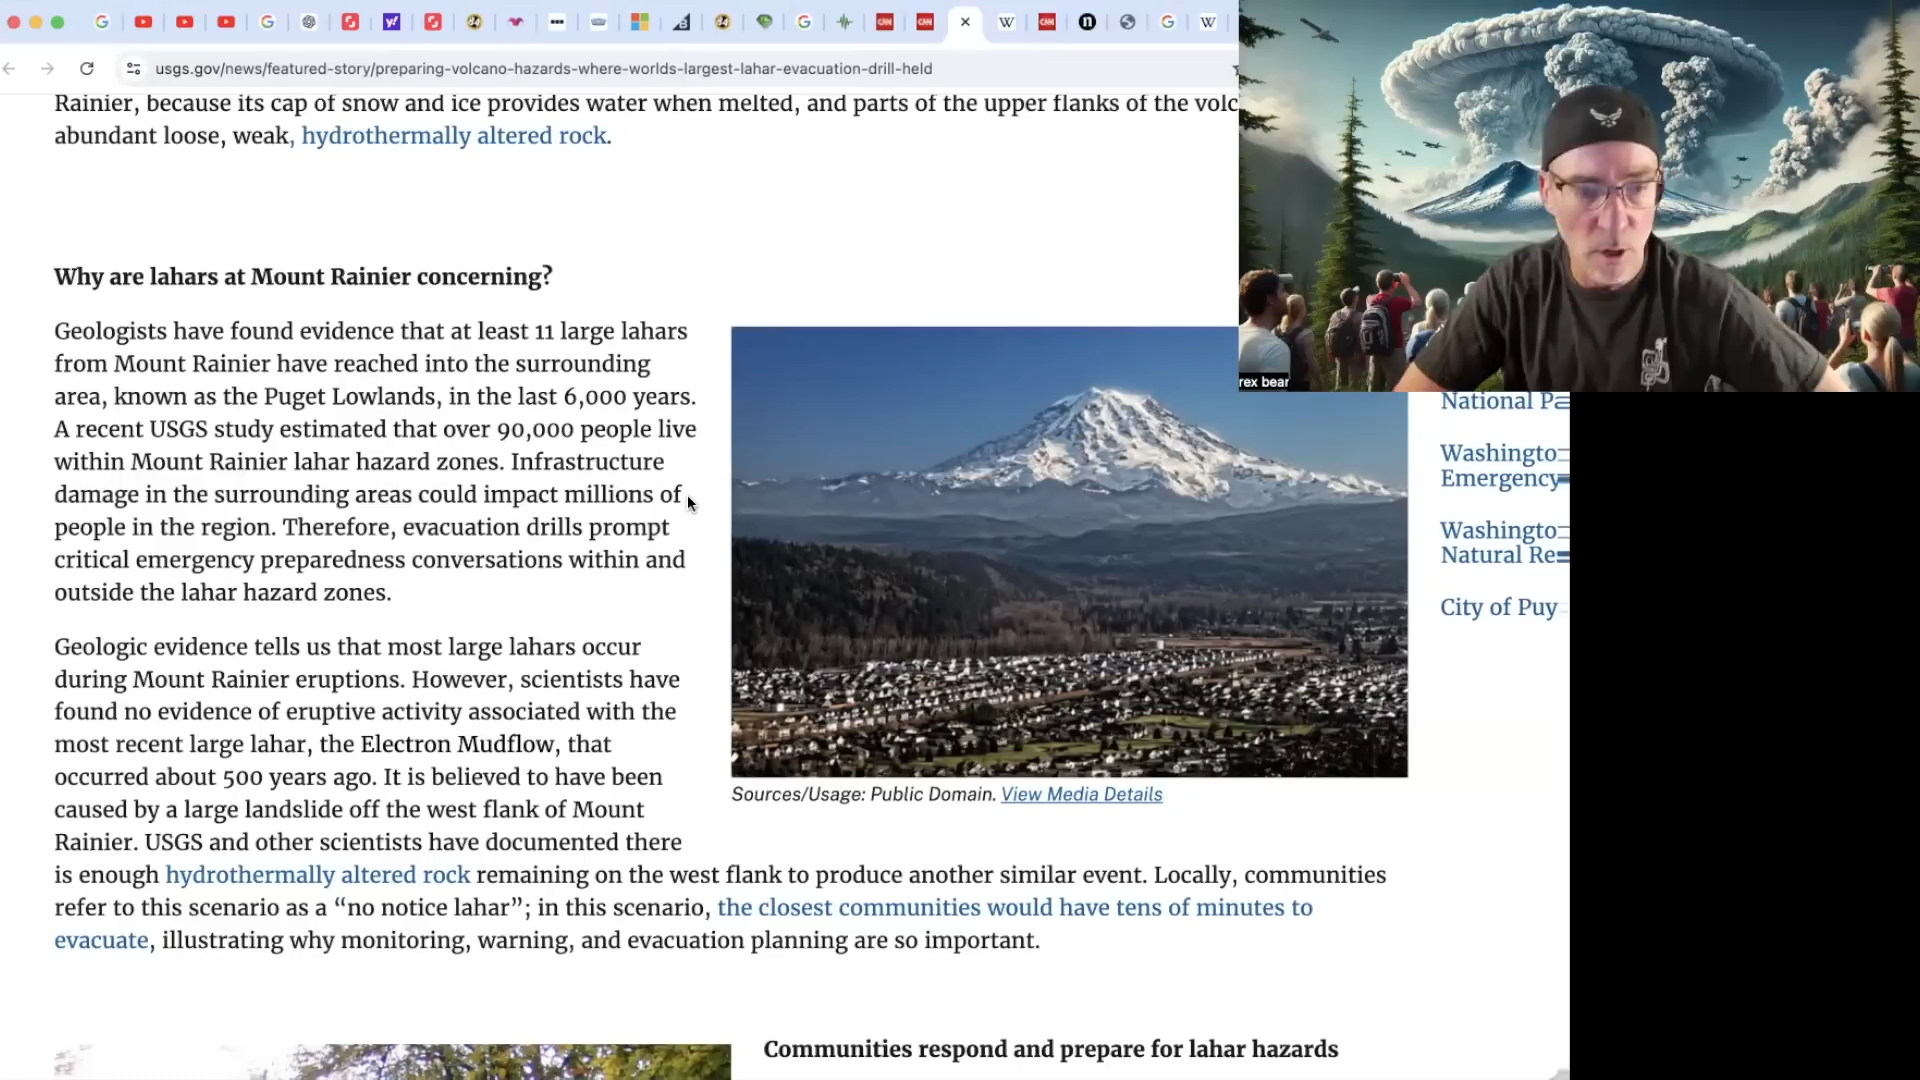 usgs.gov/news/featured-story/preparing-volcano-hazards-where-worlds-largest-lahar-evacuation-drill-held
Rainier, because its cap of snow and ice provides water when melted, and parts of the upper flanks of the volc
abundant loose, weak, hydrothermally altered rock.
rex bear
Why are lahars at Mount Rainier concerning?
Geologists have found evidence that at least 11 large lahars
from Mount Rainier have reached into the surrounding
area, known as the Puget Lowlands, in the last 6,000 years.
A recent USGS study estimated that over 90,000 people live
within Mount Rainier lahar hazard zones. Infrastructure
damage in the surrounding areas could impact millions of
people in the region. Therefore, evacuation drills prompt
critical emergency preparedness conversations within and
outside the lahar hazard zones.
Geologic evidence tells us that most large lahars occur
during Mount Rainier eruptions. However, scientists have
found no evidence of eruptive activity associated with the
most recent large lahar, the Electron Mudflow, that
occurred about 500 years ago. It is believed to have been
caused by a large landslide off the west flank of Mount
Rainier. USGS and other scientists have documented there
is enough hydrothermally altered rock remaining on the west flank to produce another similar event. Locally, communities
refer to this scenario as a “no notice lahar”; in this scenario, the closest communities would have tens of minutes to
evacuate, illustrating why monitoring, warning, and evacuation planning are so important.
Sources/Usage: Public Domain. View Media Details
National Pa
Washingto
Emergency
Washingto
Natural Re
City of Puy
Communities respond and prepare for lahar hazards